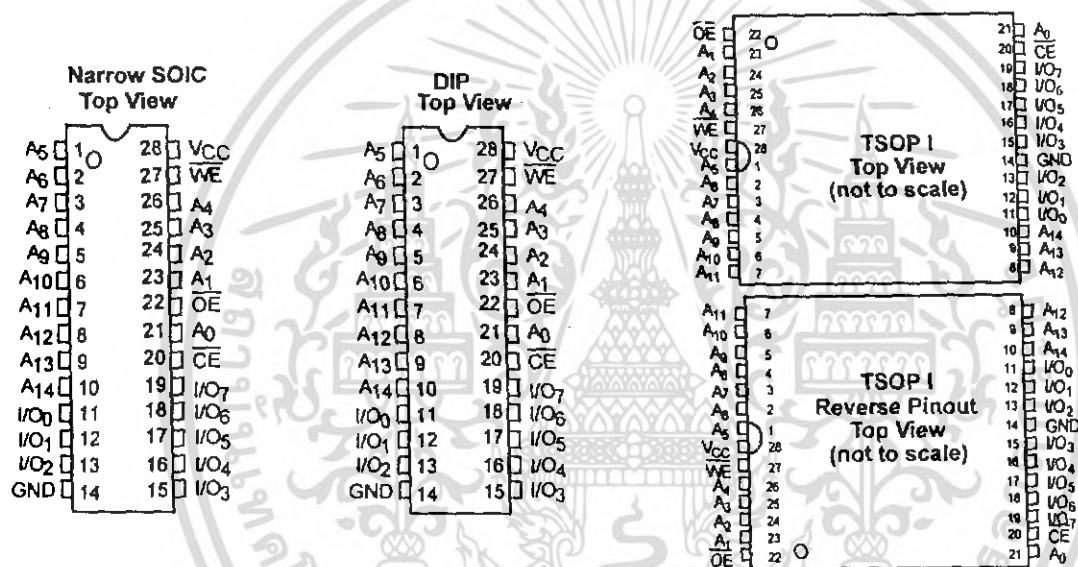 Narrow SOIC
Top View
A5 1 28 VCC
A6 2 27 W̅E̅
A7 3 26 A4
A8 4 25 A3
A9 5 24 A2
A10 6 23 A1
A11 7 22 O̅E̅
A12 8 21 A0
A13 9 20 C̅E̅
A14 10 19 I/O7
I/O0 11 18 I/O6
I/O1 12 17 I/O5
I/O2 13 16 I/O4
GND 14 15 I/O3
DIP
Top View
A5 1 28 VCC
A6 2 27 W̅E̅
A7 3 26 A4
A8 4 25 A3
A9 5 24 A2
A10 6 23 A1
A11 7 22 O̅E̅
A12 8 21 A0
A13 9 20 C̅E̅
A14 10 19 I/O7
I/O0 11 18 I/O6
I/O1 12 17 I/O5
I/O2 13 16 I/O4
GND 14 15 I/O3
TSOP I
Top View
(not to scale)
O̅E̅ 22 21 A0
A1 23 20 C̅E̅
A2 24 19 I/O7
A3 25 18 I/O6
A4 26 17 I/O5
W̅E̅ 27 16 I/O4
VCC 28 15 I/O3
A5 1 14 GND
A6 2 13 I/O2
A7 3 12 I/O1
A8 4 11 I/O0
A9 5 10 A14
A10 6 9 A13
A11 7 8 A12
TSOP I
Reverse Pinout
Top View
(not to scale)
A11 7 8 A12
A10 6 9 A13
A9 5 10 A14
A8 4 11 I/O0
A7 3 12 I/O1
A6 2 13 I/O2
A5 1 14 GND
VCC 28 15 I/O3
W̅E̅ 27 16 I/O4
A4 26 17 I/O5
A3 25 18 I/O6
A2 24 19 I/O7
A1 23 20 C̅E̅
O̅E̅ 22 21 A0